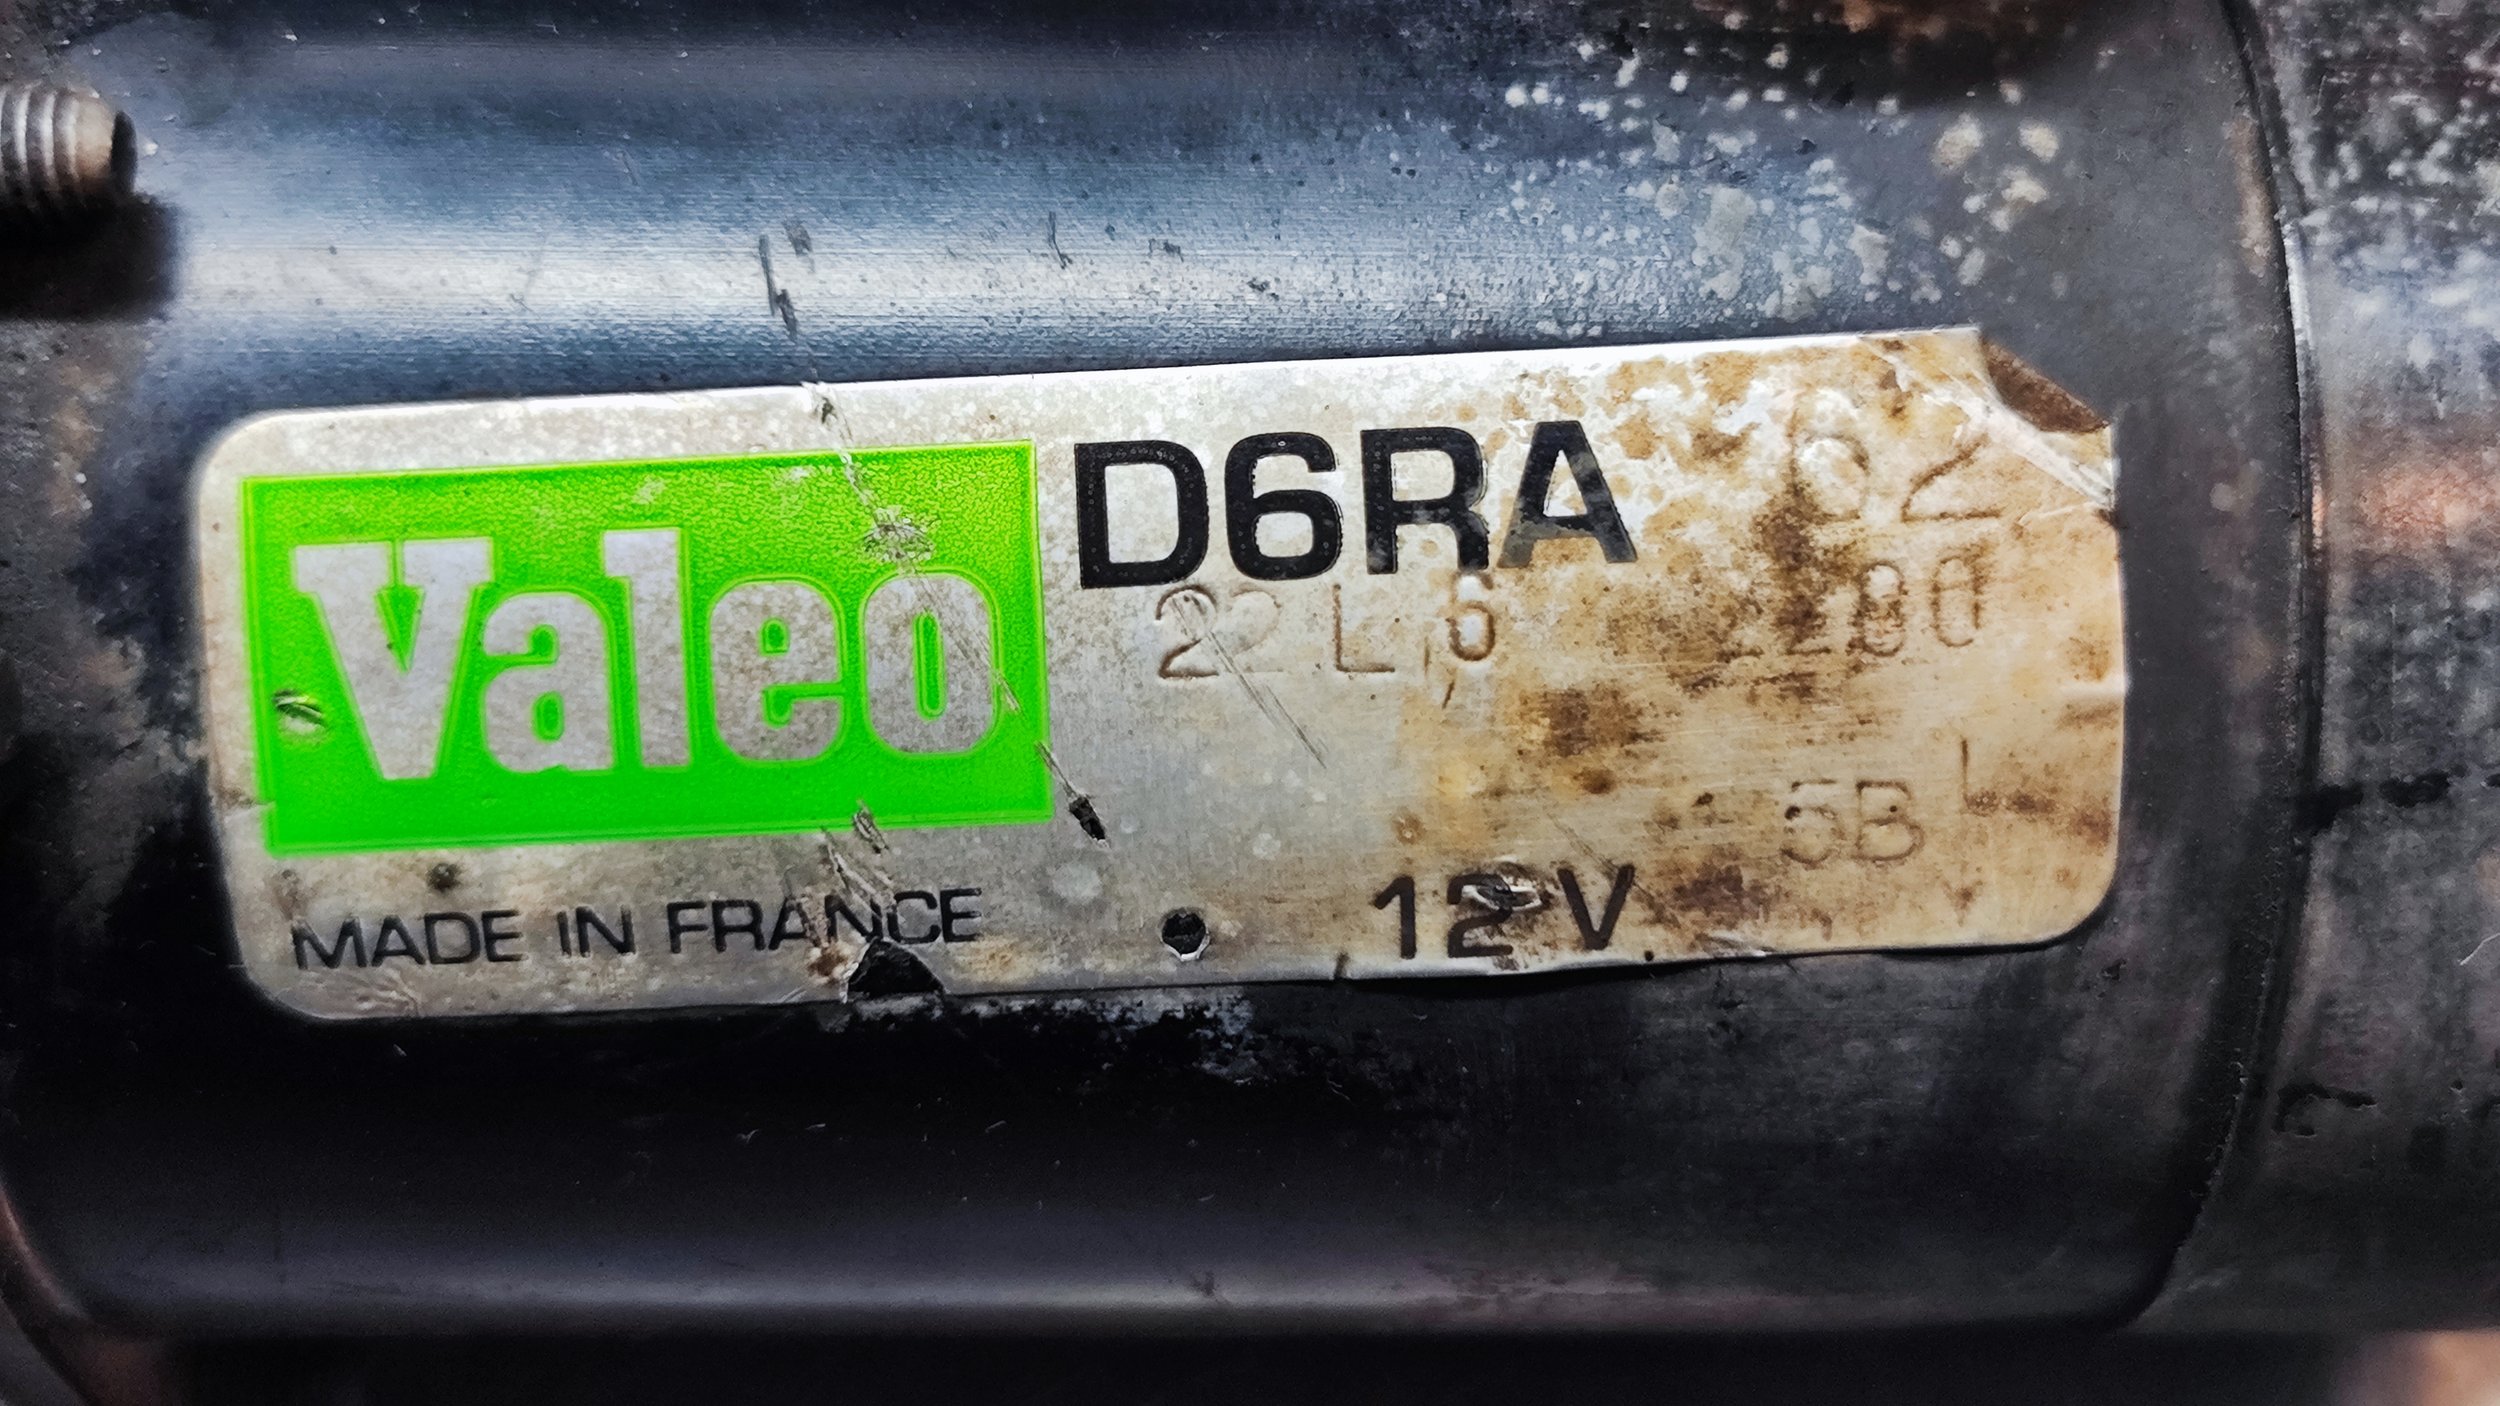 Valeo
D6RA 62
22 L 6
5B L
MADE IN FRANCE
12 V